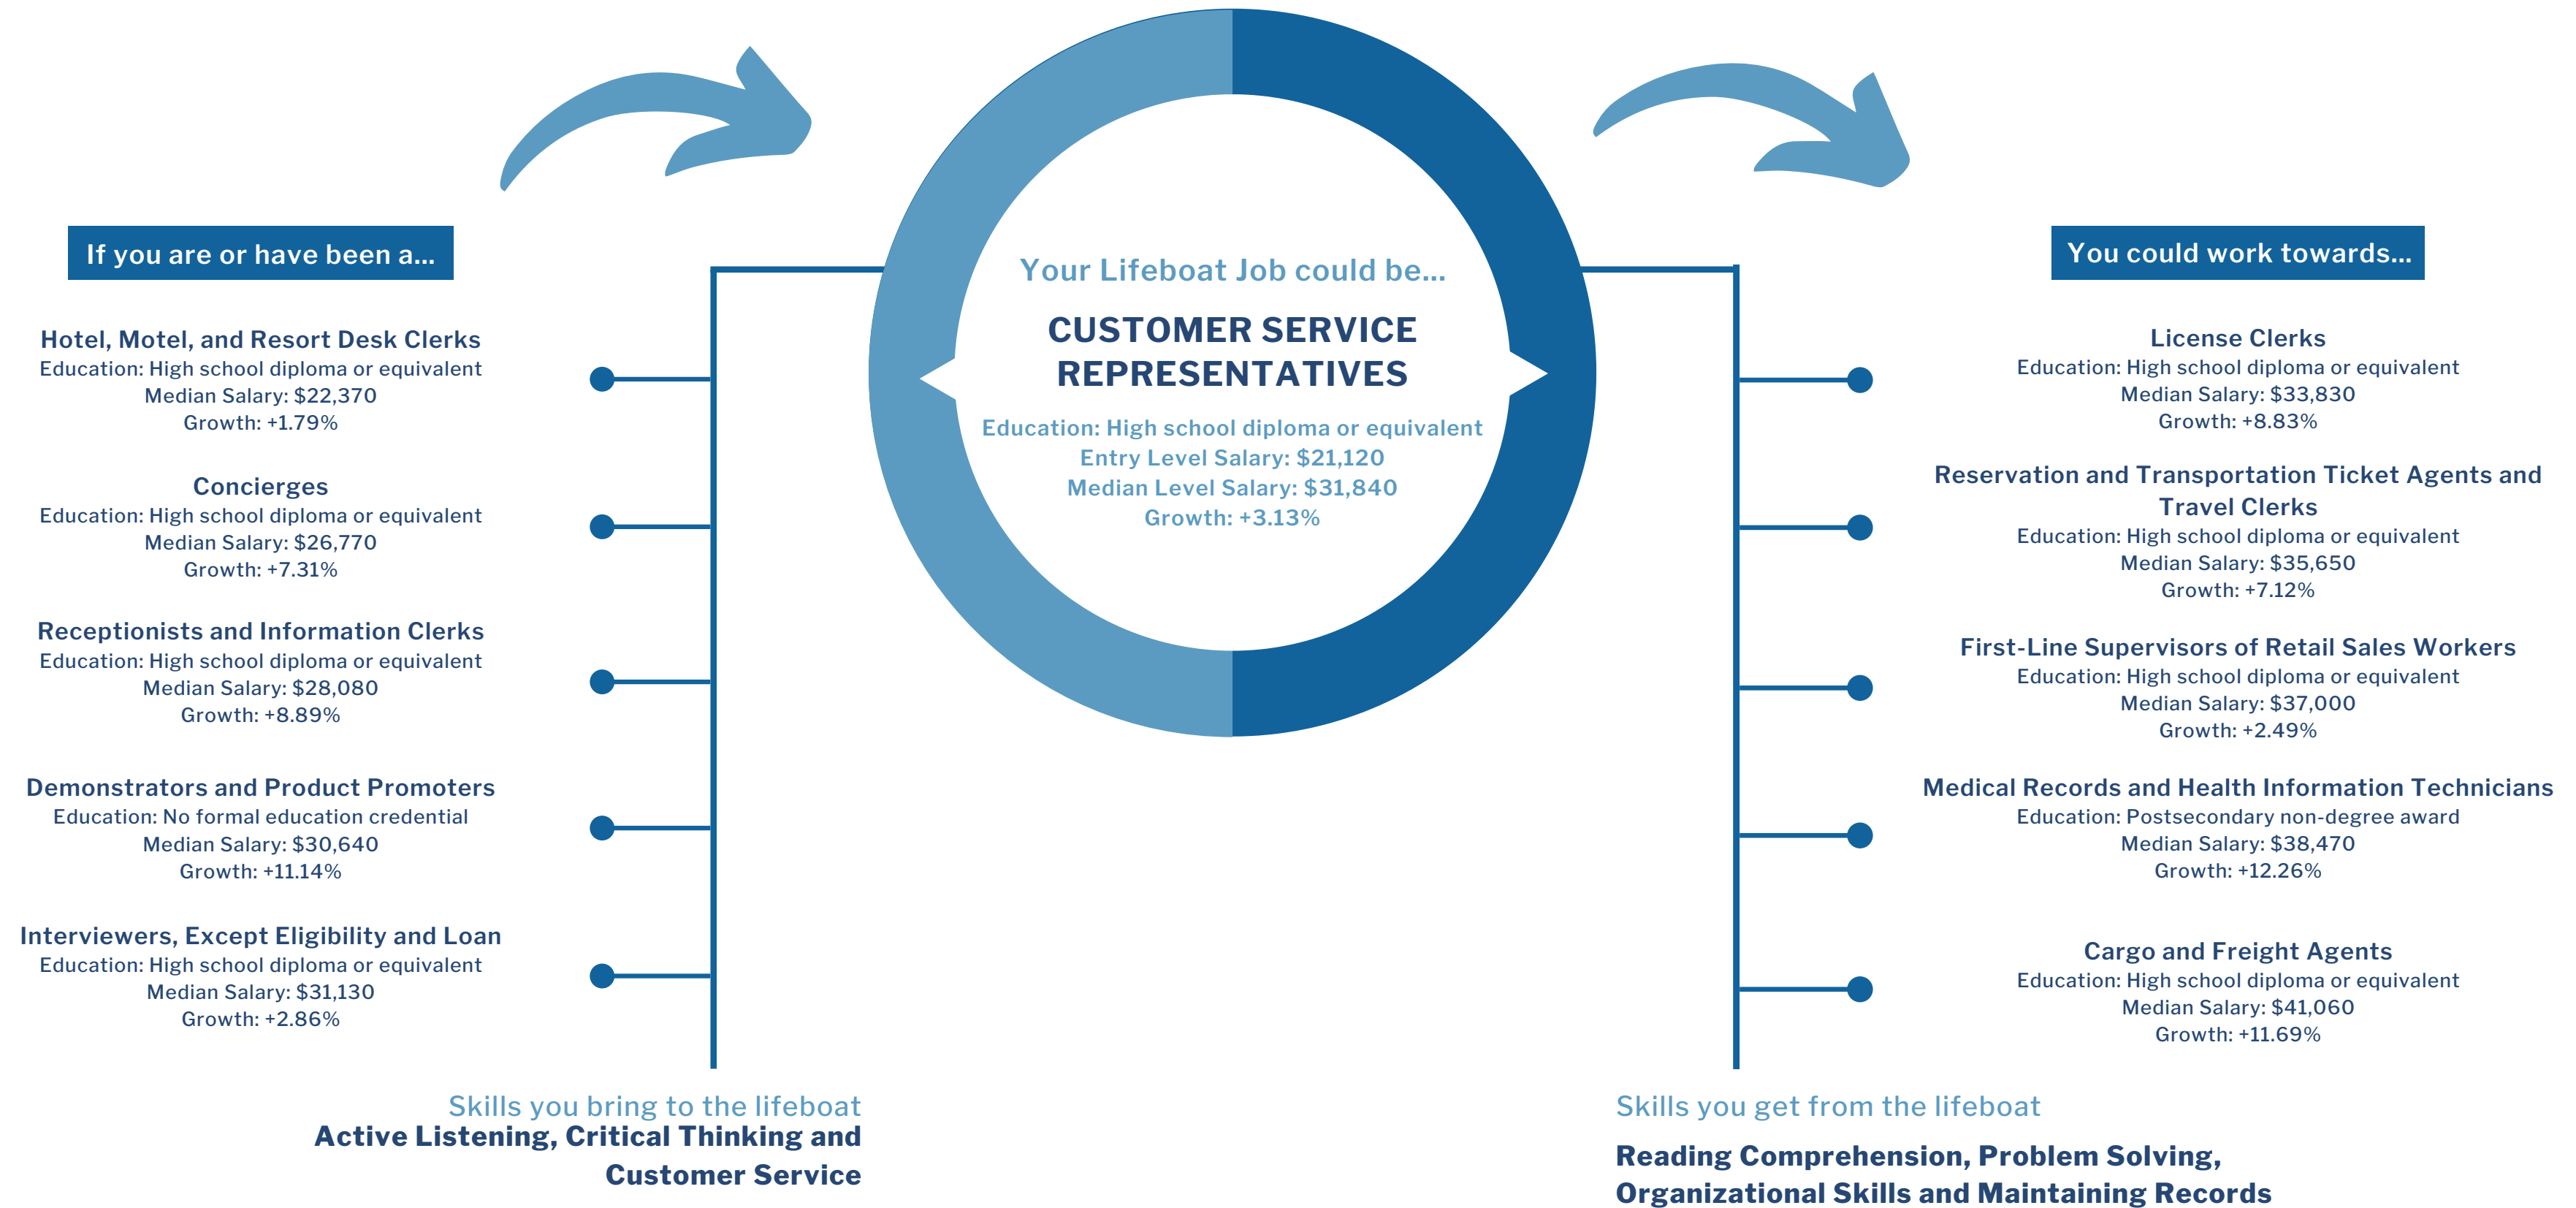 If you are or have been a...
Hotel, Motel, and Resort Desk Clerks
Education: High school diploma or equivalent
Median Salary: $22,370
Growth: +1.79%
Concierges
Education: High school diploma or equivalent
Median Salary: $26,770
Growth: +7.31%
Receptionists and Information Clerks
Education: High school diploma or equivalent
Median Salary: $28,080
Growth: +8.89%
Demonstrators and Product Promoters
Education: No formal education credential
Median Salary: $30,640
Growth: +11.14%
Interviewers, Except Eligibility and Loan
Education: High school diploma or equivalent
Median Salary: $31,130
Growth: +2.86%
Skills you bring to the lifeboat
Active Listening, Critical Thinking and
Customer Service
Your Lifeboat Job could be...
CUSTOMER SERVICE
REPRESENTATIVES
Education: High school diploma or equivalent
Entry Level Salary: $21,120
Median Level Salary: $31,840
Growth: +3.13%
You could work towards...
License Clerks
Education: High school diploma or equivalent
Median Salary: $33,830
Growth: +8.83%
Reservation and Transportation Ticket Agents and
Travel Clerks
Education: High school diploma or equivalent
Median Salary: $35,650
Growth: +7.12%
First-Line Supervisors of Retail Sales Workers
Education: High school diploma or equivalent
Median Salary: $37,000
Growth: +2.49%
Medical Records and Health Information Technicians
Education: Postsecondary non-degree award
Median Salary: $38,470
Growth: +12.26%
Cargo and Freight Agents
Education: High school diploma or equivalent
Median Salary: $41,060
Growth: +11.69%
Skills you get from the lifeboat
Reading Comprehension, Problem Solving,
Organizational Skills and Maintaining Records